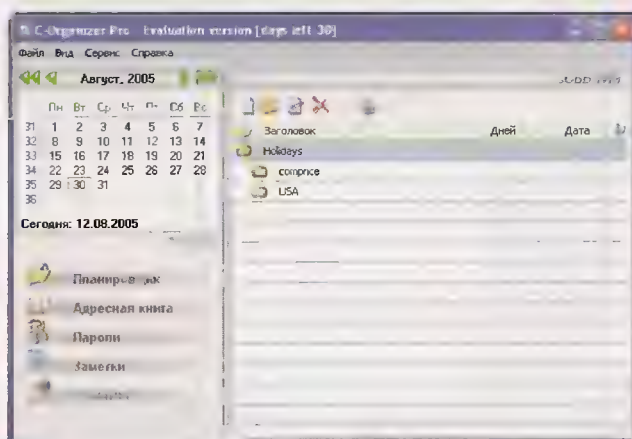 C-Organizer Pro Evaluation version [days left 30]
Файл Вид Сервис Справка
Август, 2005
Пн Вт Ср Чт Пт Сб Вс
31 1 2 3 4 5 6 7
32 8 9 10 11 12 13 14
33 15 16 17 18 19 20 21
34 22 23 24 25 26 27 28
35 29 30 31
36
Сегодня: 12.08.2005
Планировщик
Адресная книга
Пароли
Заметки
Заголовок Дней Дата
Holidays
comprice
USA